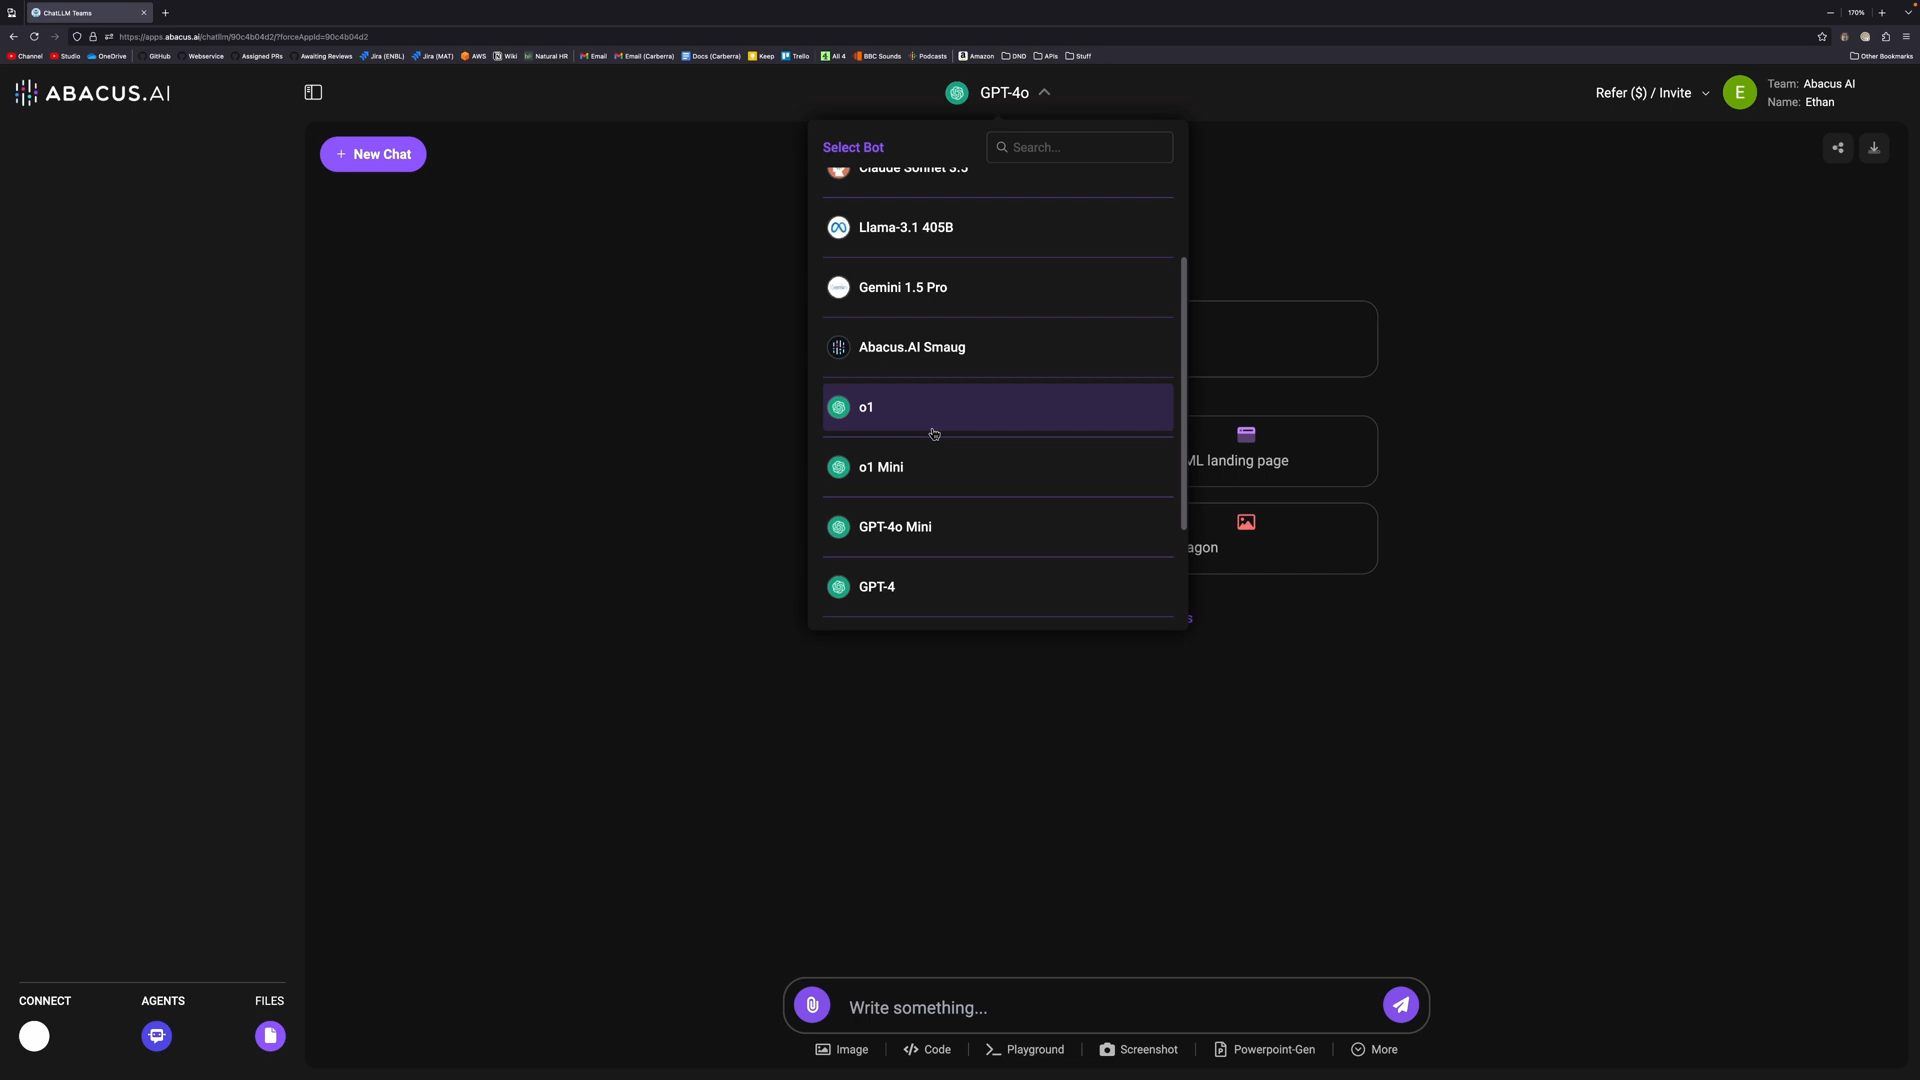 ChatLLM Teams
170%
https://apps.abacus.ai/chatllm/90c4b04d2/?forceAppId=90c4b04d2
Channel Studio OneDrive GitHub Webservice Assigned PRs Awaiting Reviews Jira (ENBL) Jira (MAT) AWS Wiki Natural HR Email Email (Carberra) Docs (Carberra) Keep Trello All 4 BBC Sounds Podcasts Amazon DND APIs Stuff Other Bookmarks
ABACUS.AI
GPT-4o
Refer ($) / Invite
E
Team: Abacus AI
Name: Ethan
+ New Chat
Select Bot
Search...
Claude Sonnet 3.5
Llama-3.1 405B
Gemini 1.5 Pro
Abacus.AI Smaug
o1
o1 Mini
GPT-4o Mini
GPT-4
ML landing page
agon
s
CONNECT
AGENTS
FILES
Write something...
Image
Code
Playground
Screenshot
Powerpoint-Gen
More